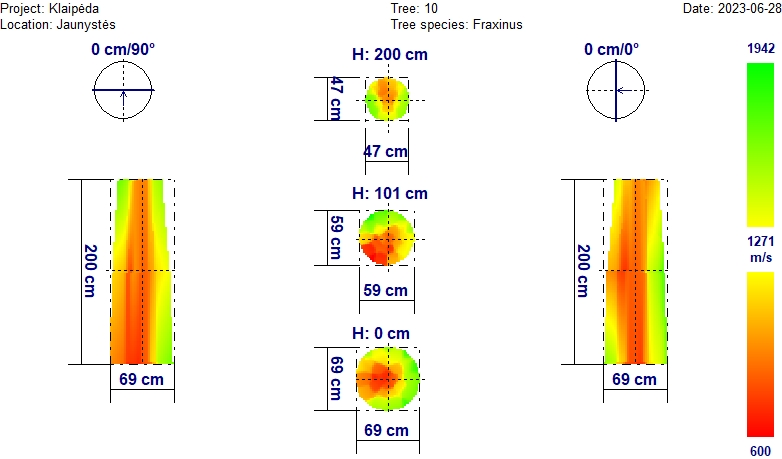 Project: Klaipėda
Tree: 10
Date: 2023-06-28
Location: Jaunystės
Tree species: Fraxinus
0 cm/90°
H: 200 cm
0 cm/0°
1942
47 cm
47 cm
H: 101 cm
59 cm
59 cm
200 cm
200 cm
1271
m/s
H: 0 cm
69 cm
69 cm
69 cm
69 cm
600